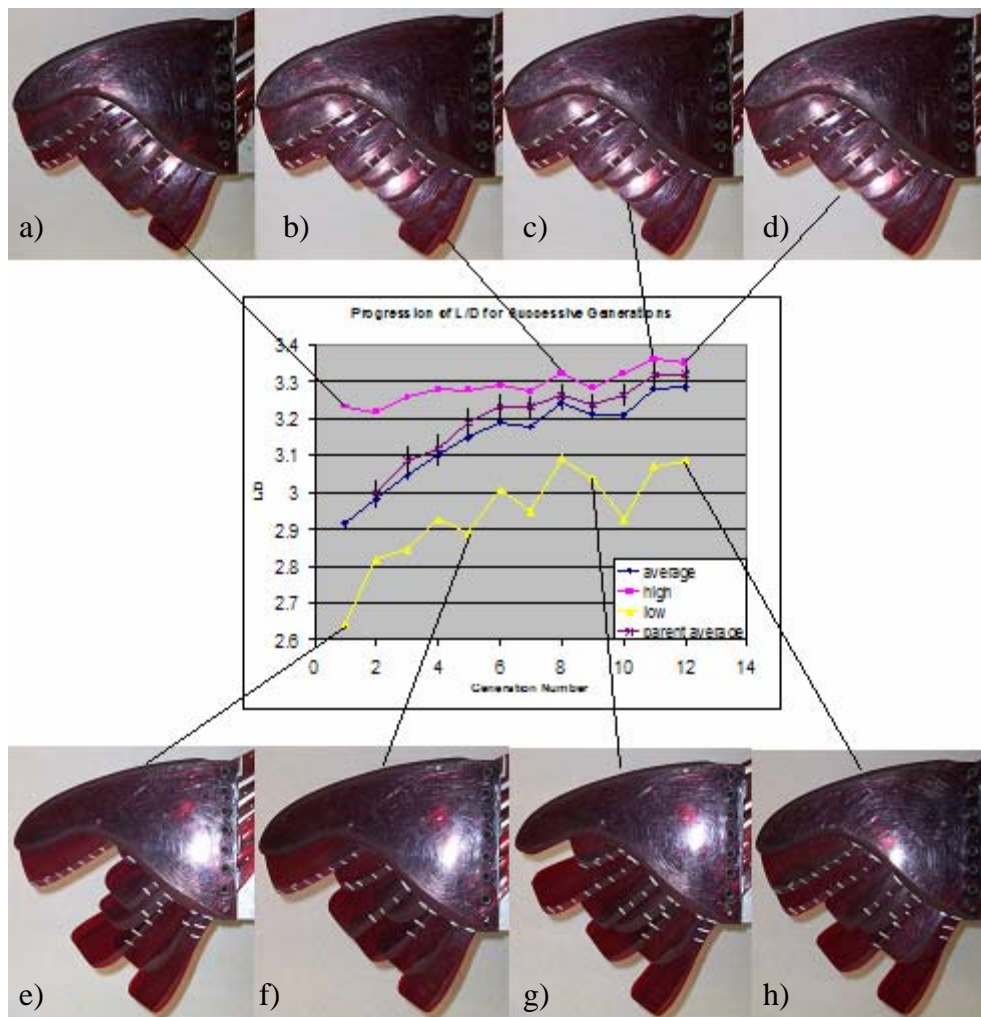 a) b) c) d)
Progression of L/D for Successive Generations
3.4
3.3
3.2
3.1
3
2.9
2.8
2.7
2.6
L/D
0 2 4 6 8 10 12 14
Generation Number
average
high
low
parent average
e) f) g) h)